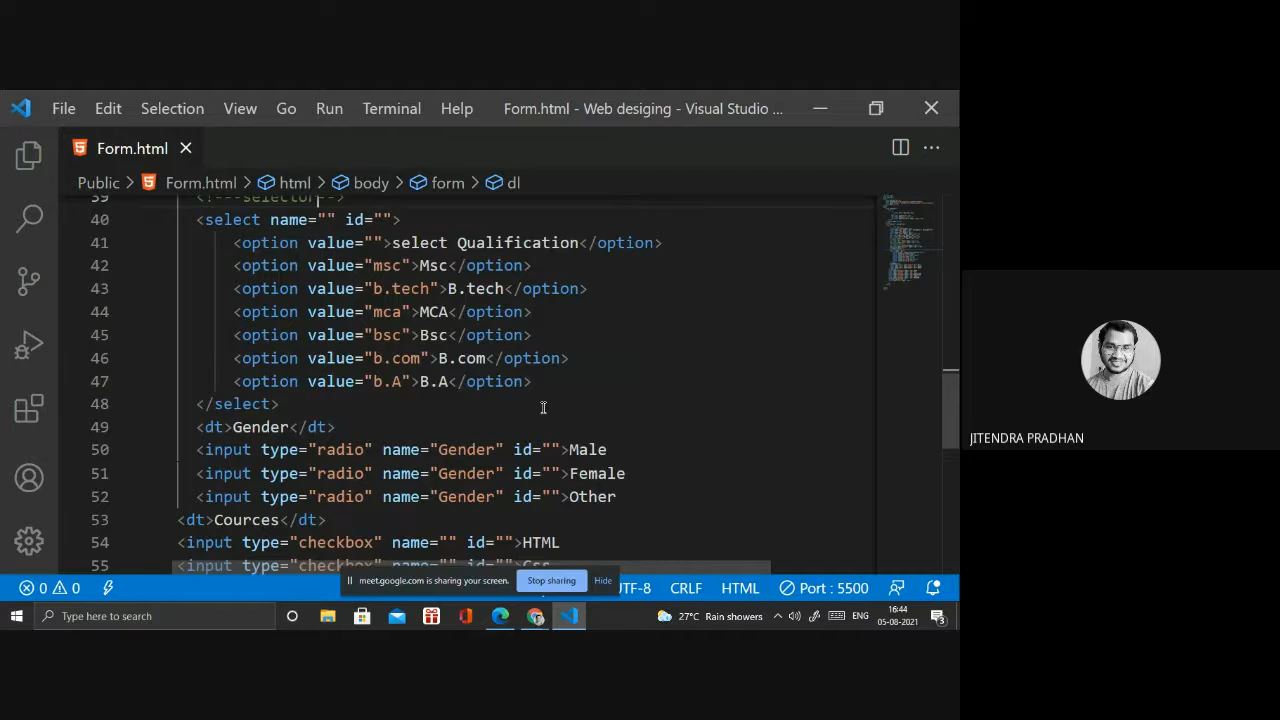 File Edit Selection View Go Run Terminal Help Form.html - Web desiging - Visual Studio ...
Form.html
Public > Form.html > html > body > form > dl
39 <!---selector-->
40 <select name="" id="">
41 <option value="">select Qualification</option>
42 <option value="msc">Msc</option>
43 <option value="b.tech">B.tech</option>
44 <option value="mca">MCA</option>
45 <option value="bsc">Bsc</option>
46 <option value="b.com">B.com</option>
47 <option value="b.A">B.A</option>
48 </select>
49 <dt>Gender</dt>
50 <input type="radio" name="Gender" id="">Male
51 <input type="radio" name="Gender" id="">Female
52 <input type="radio" name="Gender" id="">Other
53 <dt>Cources</dt>
54 <input type="checkbox" name="" id="">HTML
55 <input type="checkbox" name="" id="">Css
meet.google.com is sharing your screen. Stop sharing Hide
0 0 UTF-8 CRLF HTML Port : 5500
Type here to search 27°C Rain showers ENG 16:44 05-08-2021 3
JITENDRA PRADHAN